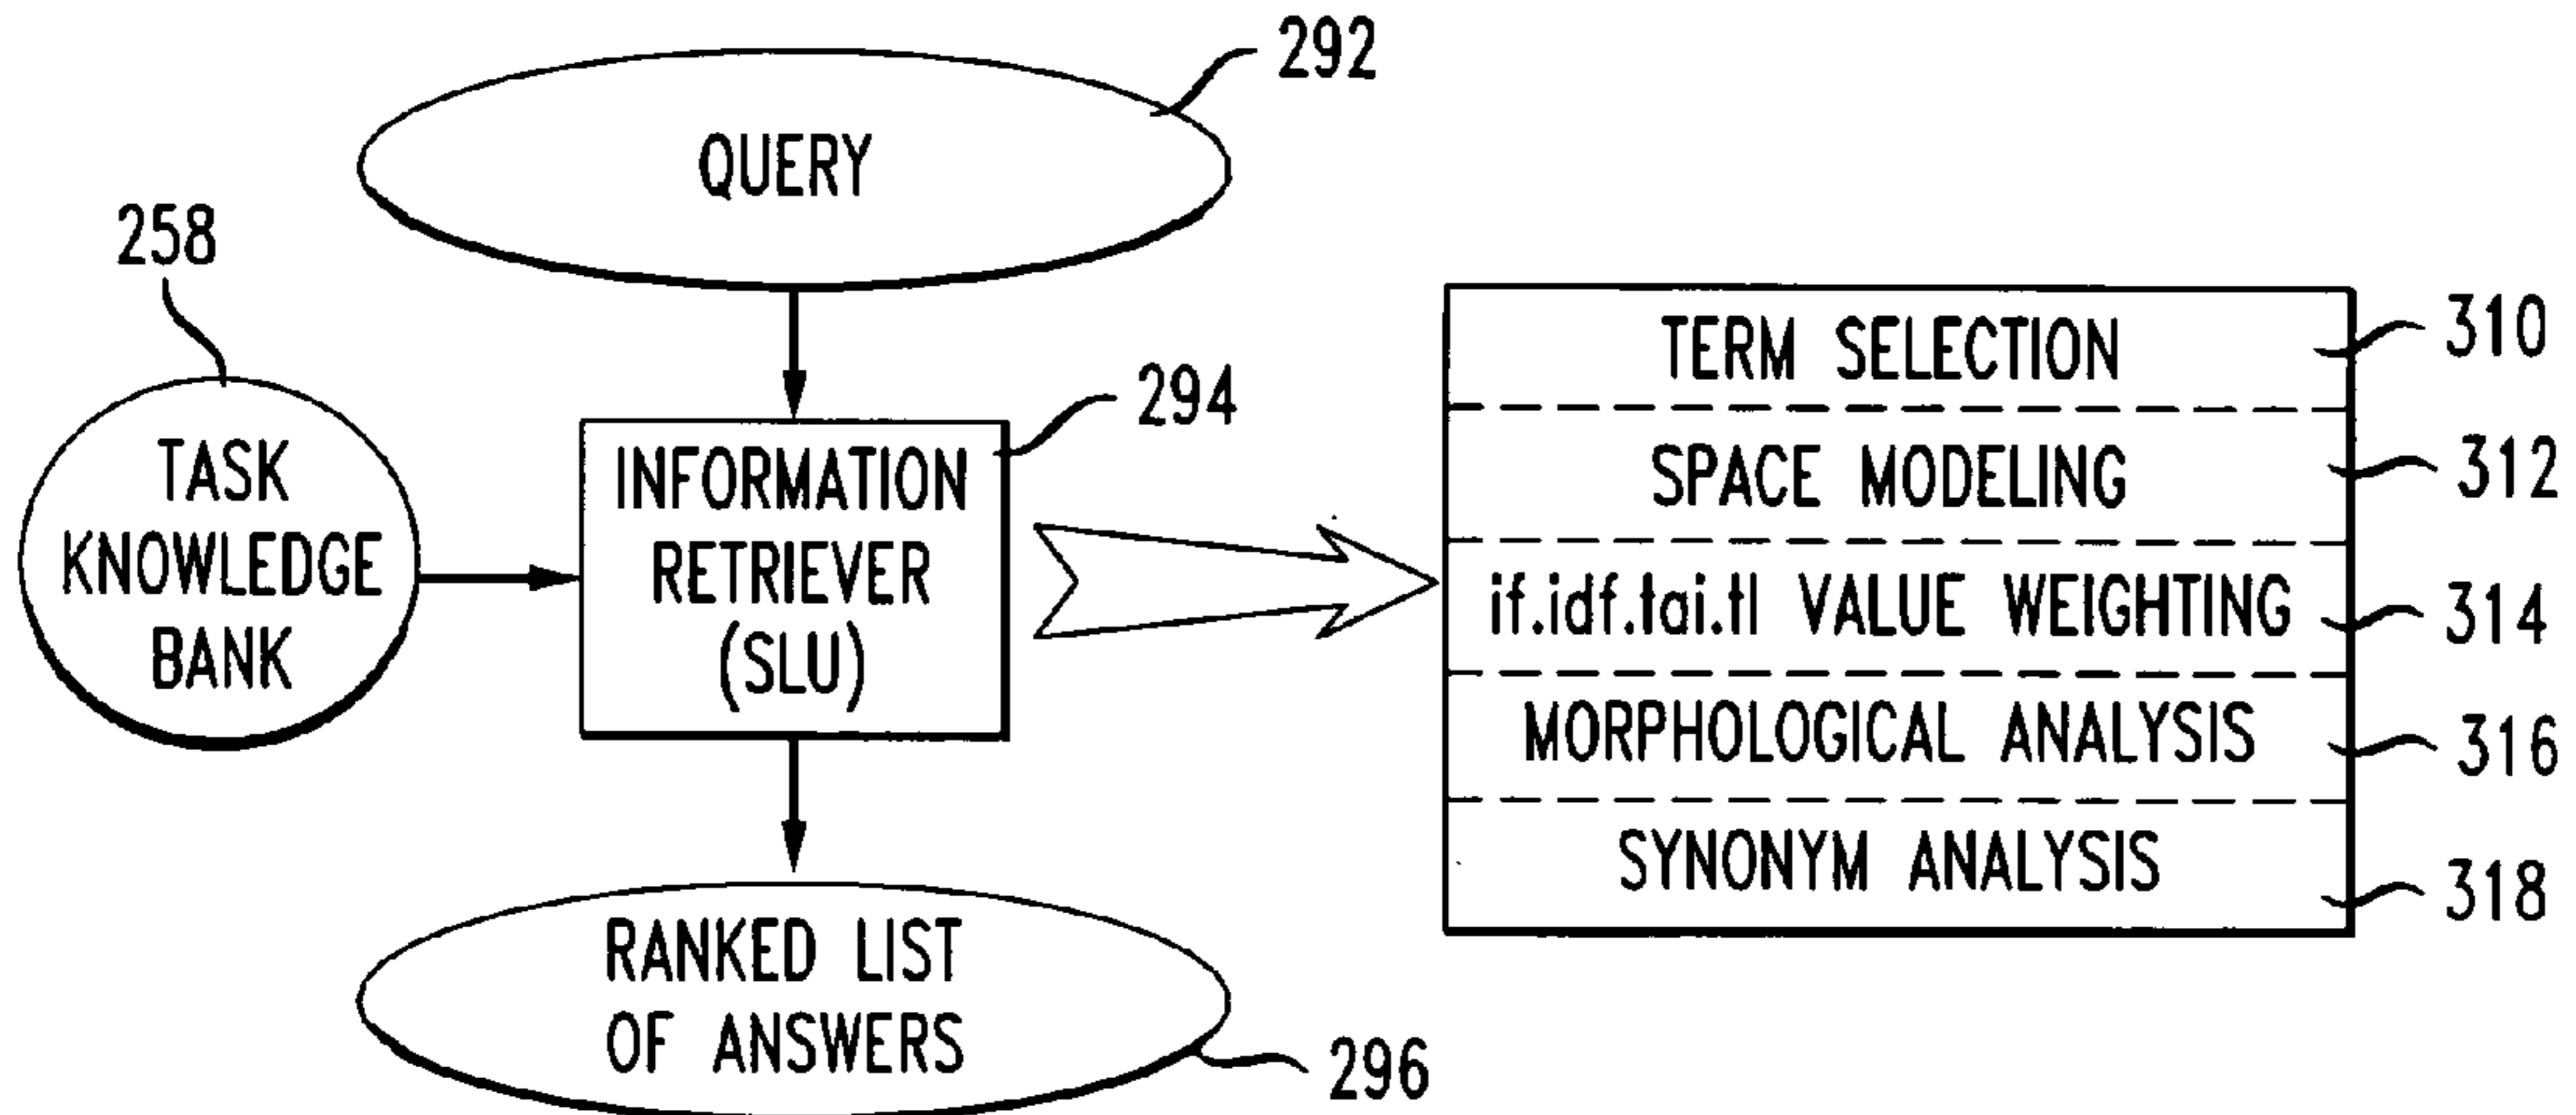 292
QUERY
258
TASK
KNOWLEDGE
BANK
294
INFORMATION
RETRIEVER
(SLU)
RANKED LIST
OF ANSWERS
296
TERM SELECTION
310
SPACE MODELING
312
if.idf.tai.tl VALUE WEIGHTING
314
MORPHOLOGICAL ANALYSIS
316
SYNONYM ANALYSIS
318